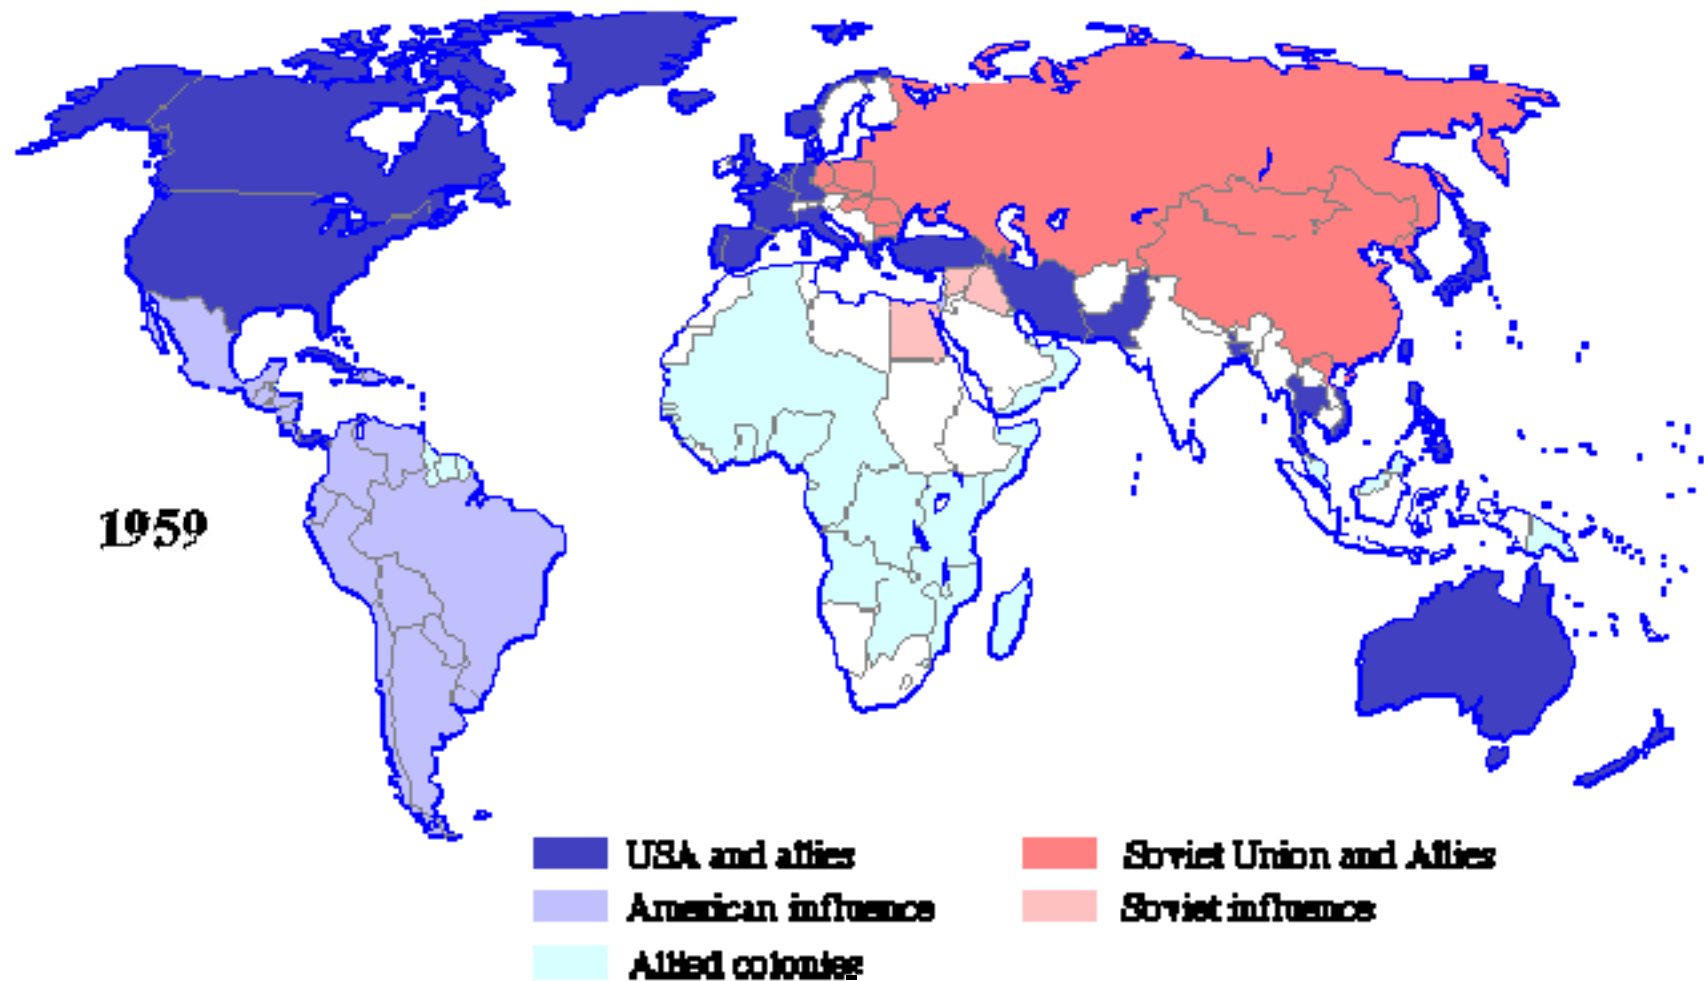 1959
USA and allies
Soviet Union and Allies
American influence
Soviet influence
Allied colonies